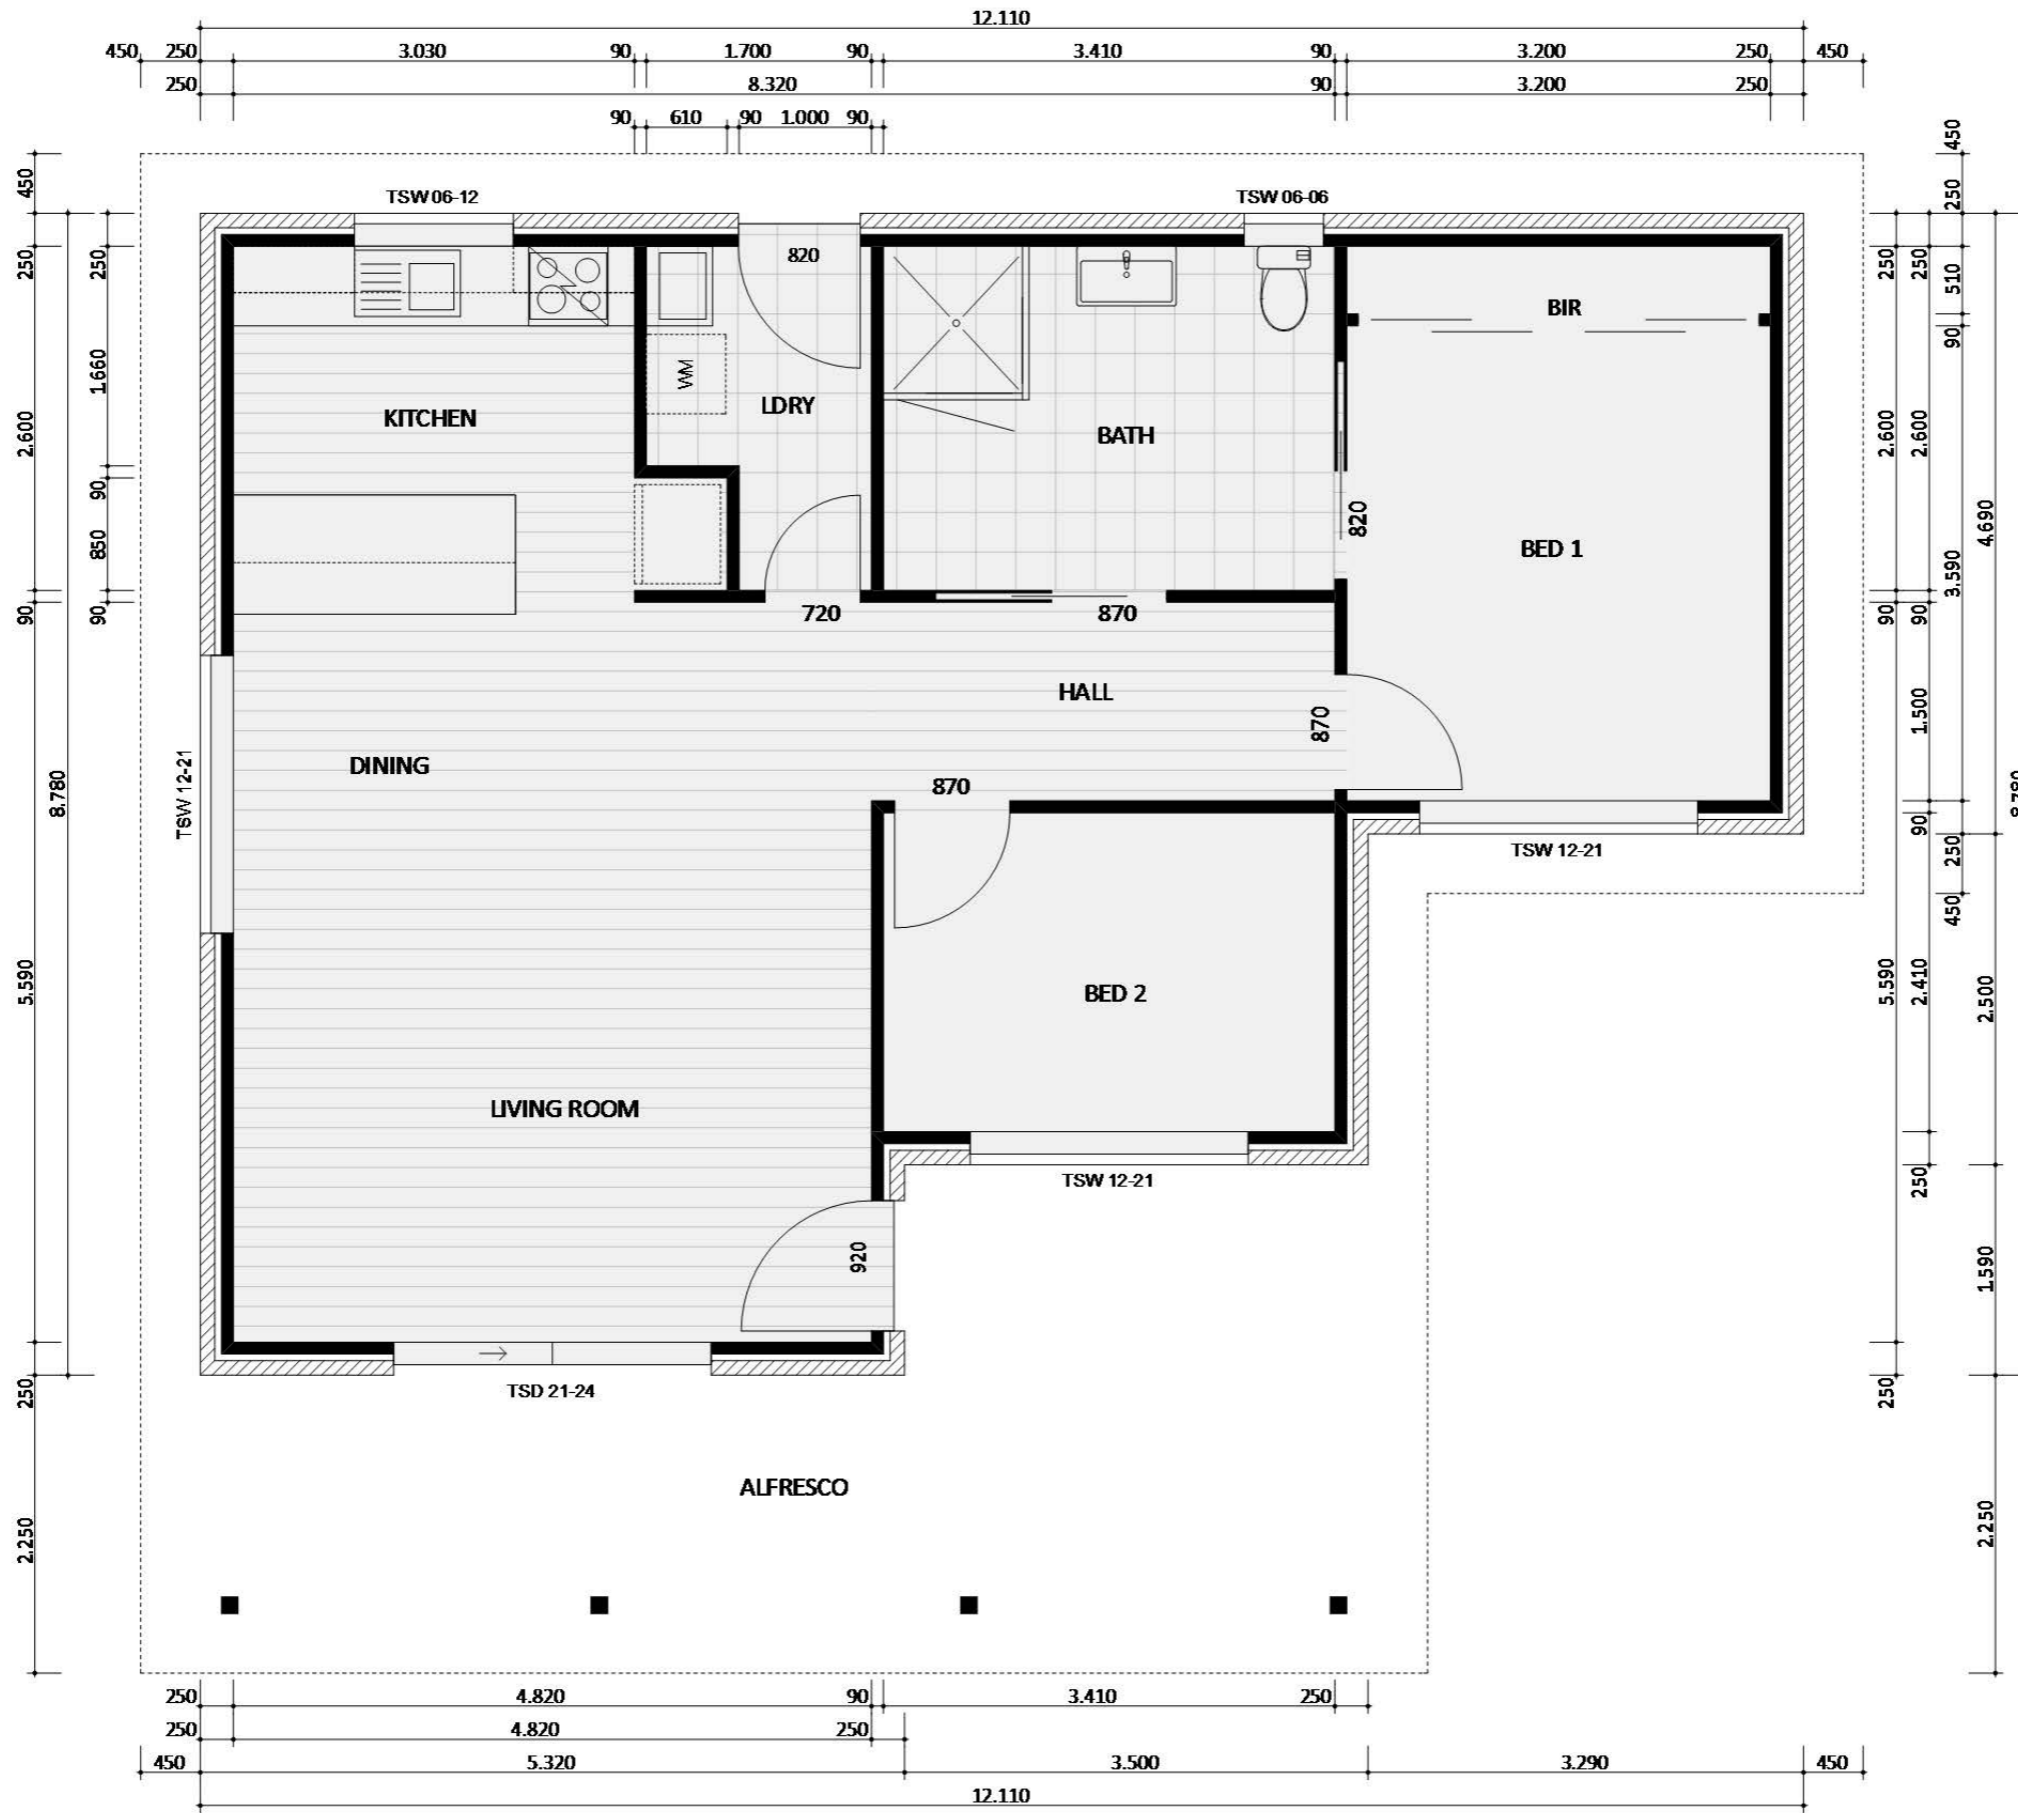 12.110
450 250 3.030 90 1.700 90 3.410 90 3.200 250 450
250 8.320 90 3.200 250
90 610 90 1.000 90
TSW 06-12
TSW 06-06
820
BIR
WM
LDRY
KITCHEN
BATH
820
BED 1
720
870
HALL
870
DINING
870
TSW 12-21
TSW 12-21
BED 2
LIVING ROOM
TSW 12-21
920
TSD 21-24
ALFRESCO
450
250
2.600
90
5.590
250
2.250
8.780
250
1.660
90
850
90
250
2.600
90
5.590
250
250
2.600
90
1.500
90
2.410
250
450
250
510
90
3.590
250
450
4.690
2.500
1.590
2.250
8.780
250 4.820 90 3.410 250
250 4.820 250
450 5.320 3.500 3.290 450
12.110